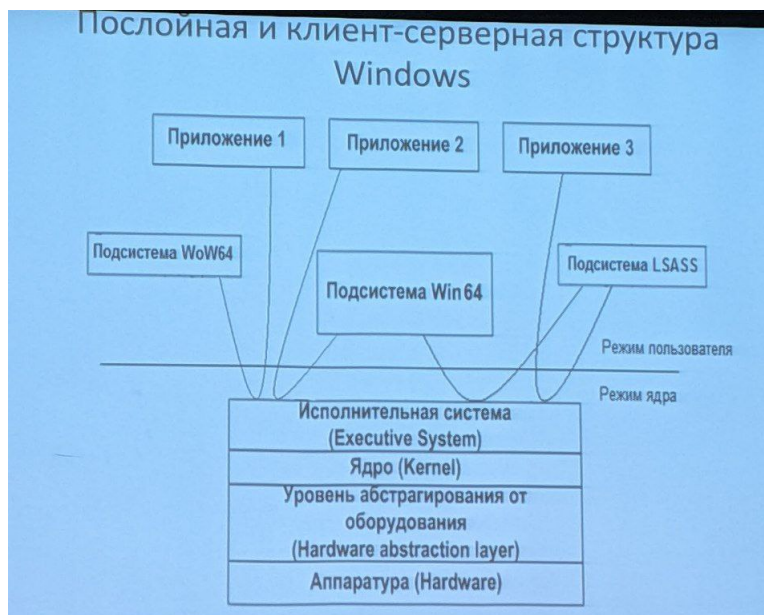 Послойная и клиент-серверная структура
Windows
Приложение 1
Приложение 2
Приложение 3
Подсистема WoW64
Подсистема Win64
Подсистема LSASS
Режим пользователя
Режим ядра
Исполнительная система
(Executive System)
Ядро (Kernel)
Уровень абстрагирования от
оборудования
(Hardware abstraction layer)
Аппаратура (Hardware)